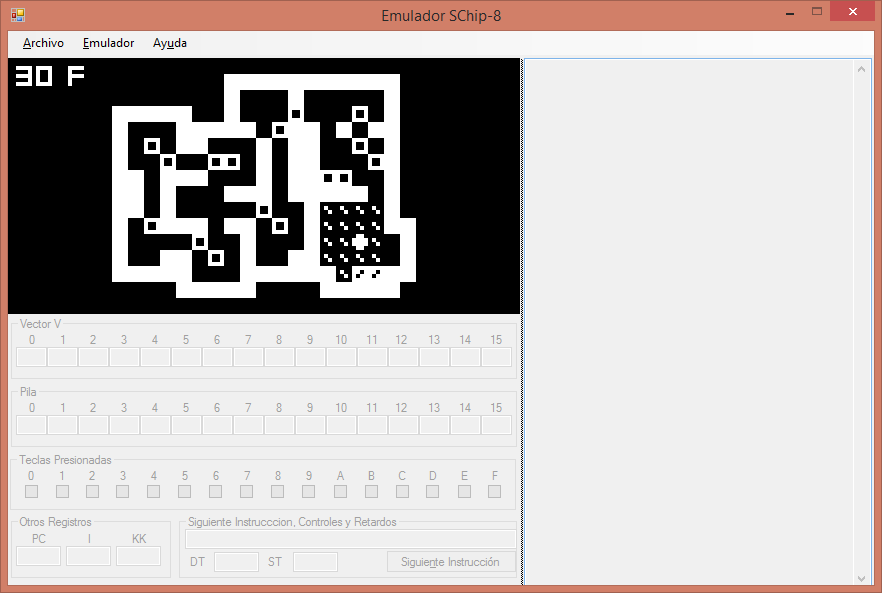 Emulador SChip-8
Archivo Emulador Ayuda
30 F
Vector V
0 1 2 3 4 5 6 7 8 9 10 11 12 13 14 15
Pila
0 1 2 3 4 5 6 7 8 9 10 11 12 13 14 15
Teclas Presionadas
0 1 2 3 4 5 6 7 8 9 A B C D E F
Otros Registros
PC I KK
Siguiente Instrucccion, Controles y Retardos
DT ST Siguiente Instrucción